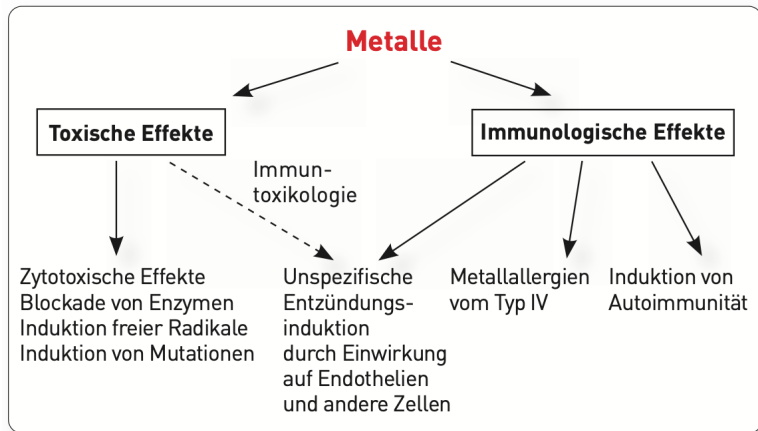 Metalle
Toxische Effekte
Immunologische Effekte
Immun-
toxikologie
Zytotoxische Effekte
Blockade von Enzymen
Induktion freier Radikale
Induktion von Mutationen
Unspezifische
Entzündungs-
induktion
durch Einwirkung
auf Endothelien
und andere Zellen
Metallallergien
vom Typ IV
Induktion von
Autoimmunität